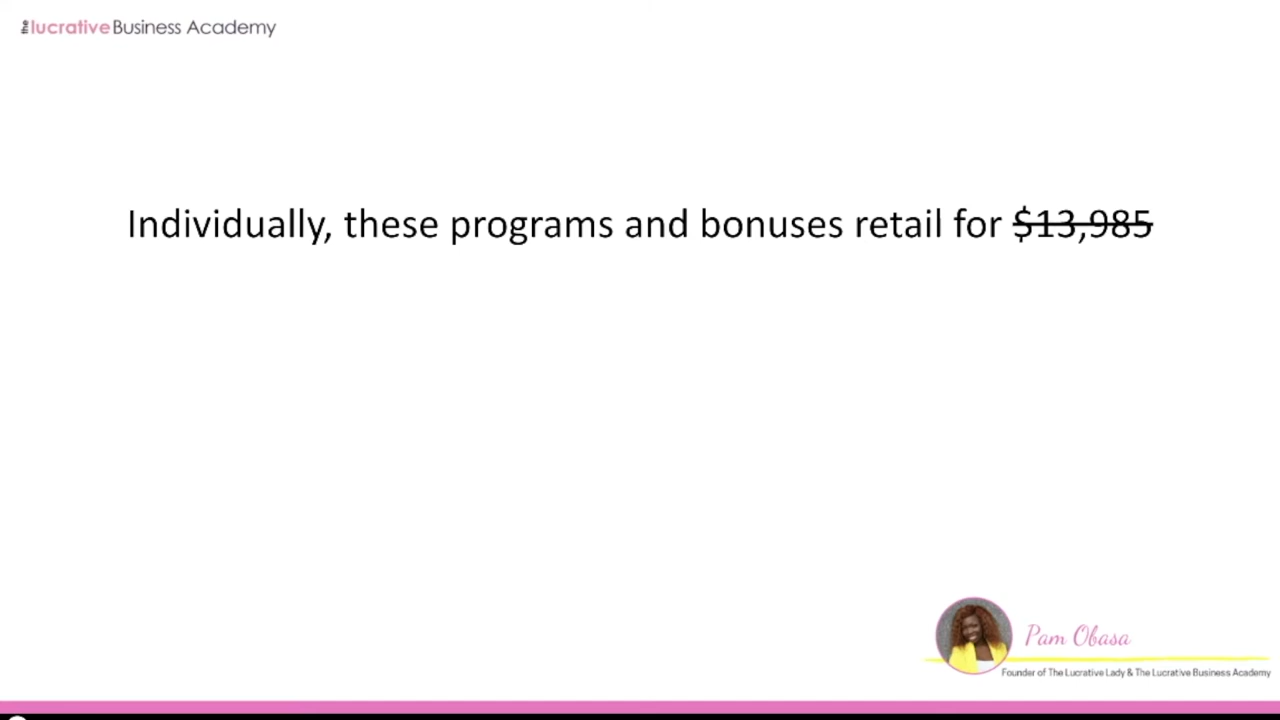 the lucrative Business Academy
Individually, these programs and bonuses retail for $13,985
Pam Obasa
Founder of The Lucrative Lady & The Lucrative Business Academy